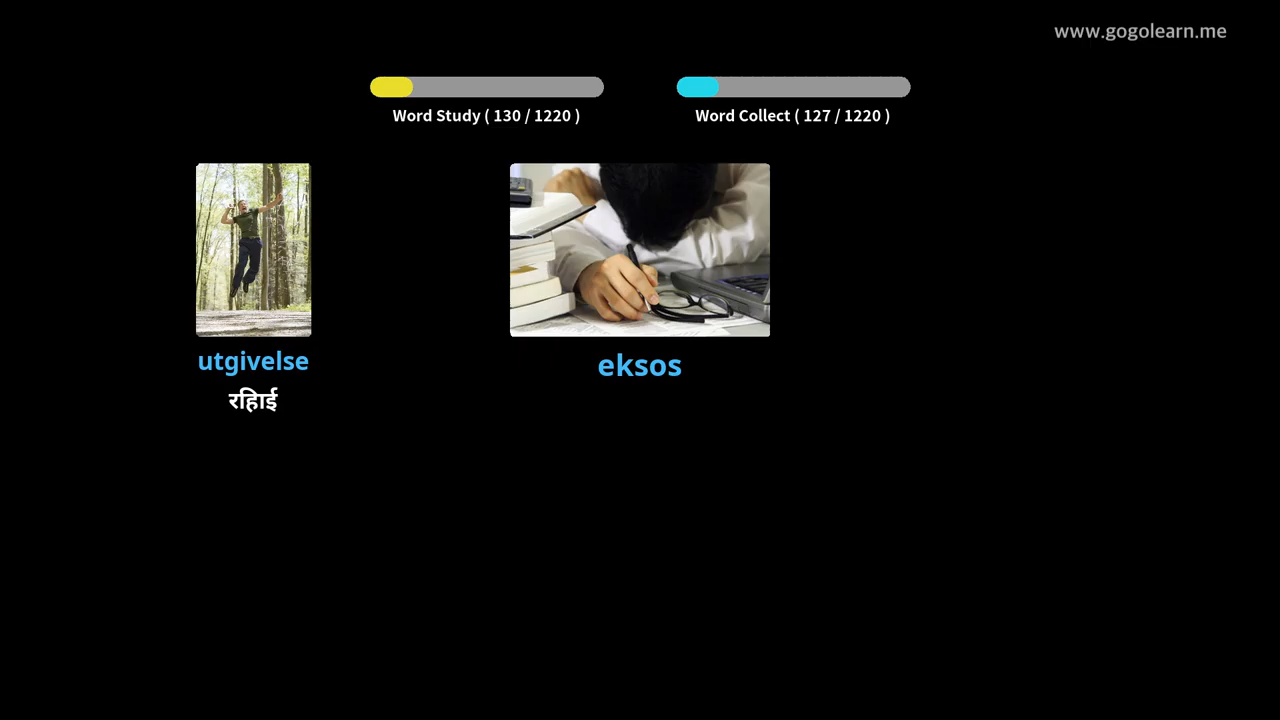 www.gogolearn.me
Word Study ( 130 / 1220 )
Word Collect ( 127 / 1220 )
utgivelse
रिहाई
eksos